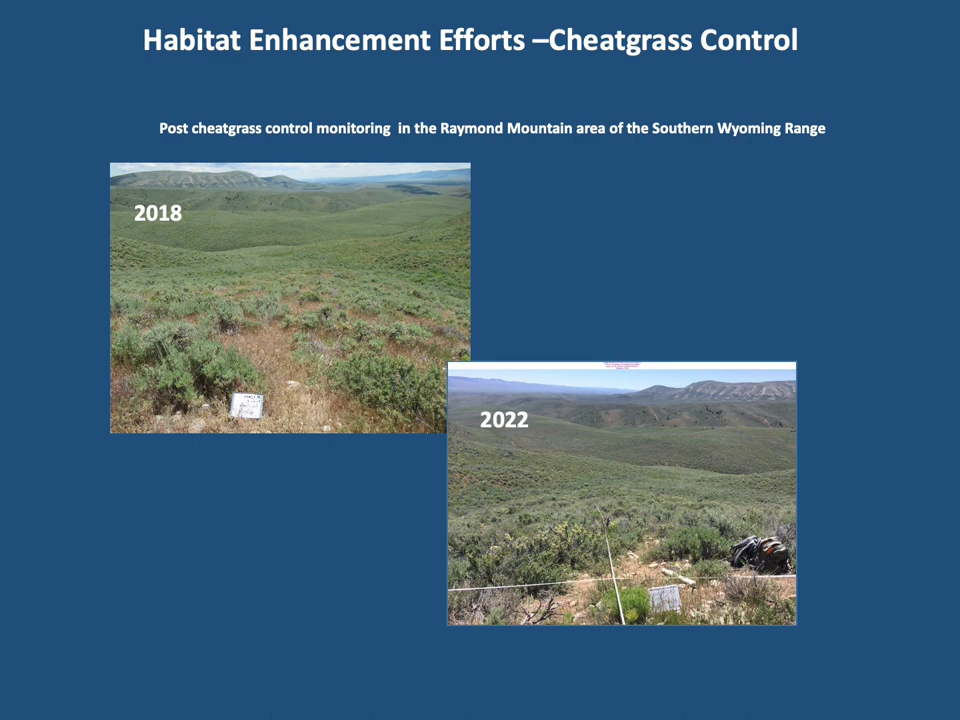 Habitat Enhancement Efforts –Cheatgrass Control
Post cheatgrass control monitoring  in the Raymond Mountain area of the Southern Wyoming Range
2018
2022